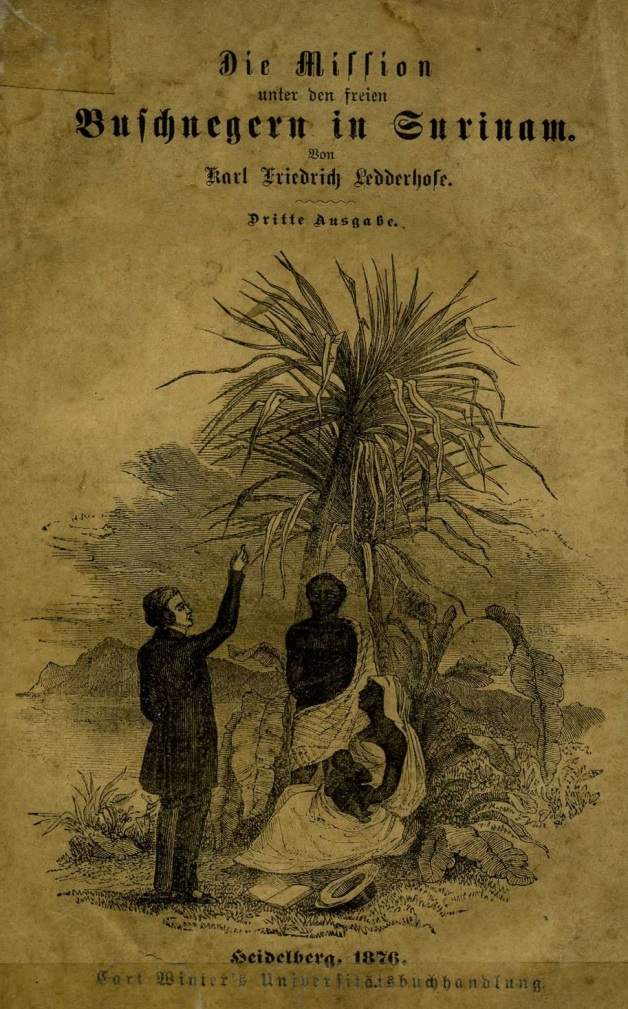 Die Mission
unter den freien
Buschnegern in Surinam.
Von
Karl Friedrich Ledderhose.
Dritte Ausgabe.
Heidelberg. 1876.
Carl Winter's Universitätsbuchhandlung.